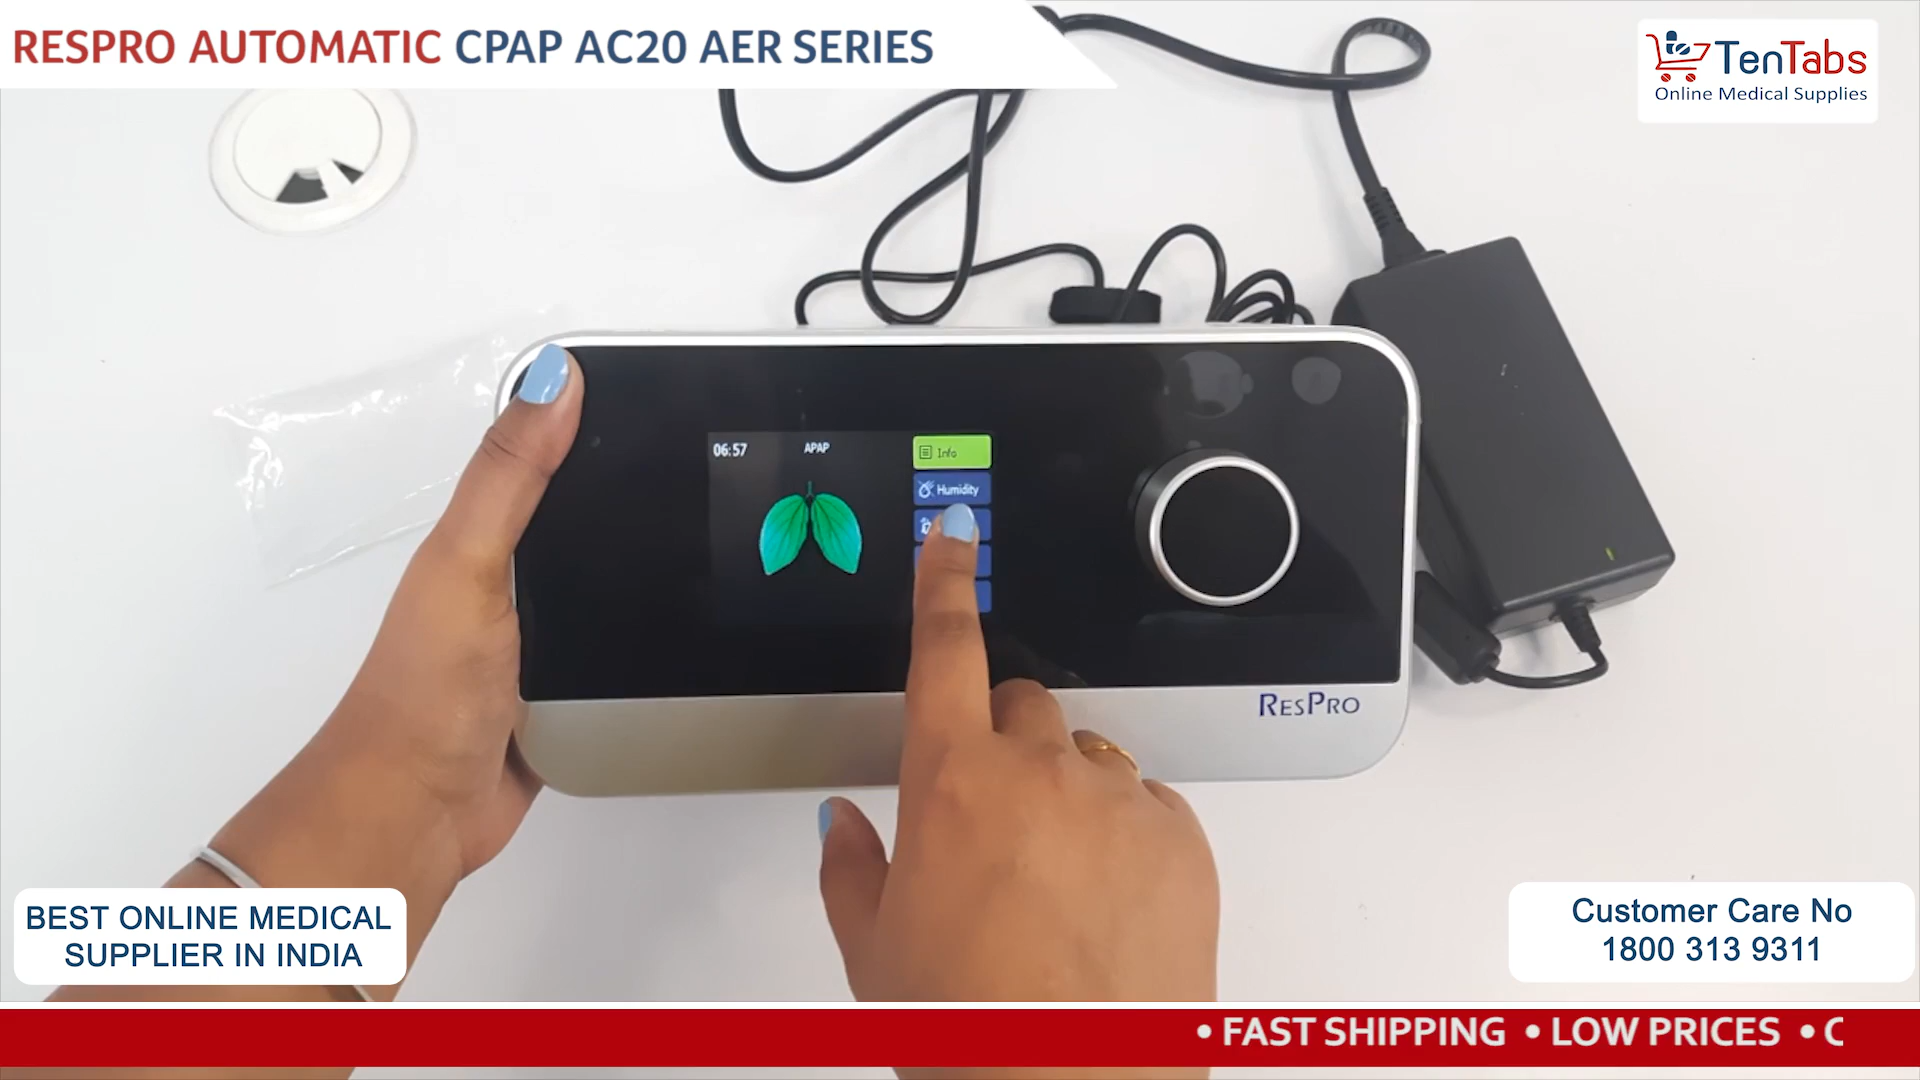 RESPRO AUTOMATIC CPAP AC20 AER SERIES
TenTabs
Online Medical Supplies
06:57
APAP
Info
Humidity
RESPRO
BEST ONLINE MEDICAL
SUPPLIER IN INDIA
Customer Care No
1800 313 9311
• FAST SHIPPING • LOW PRICES •